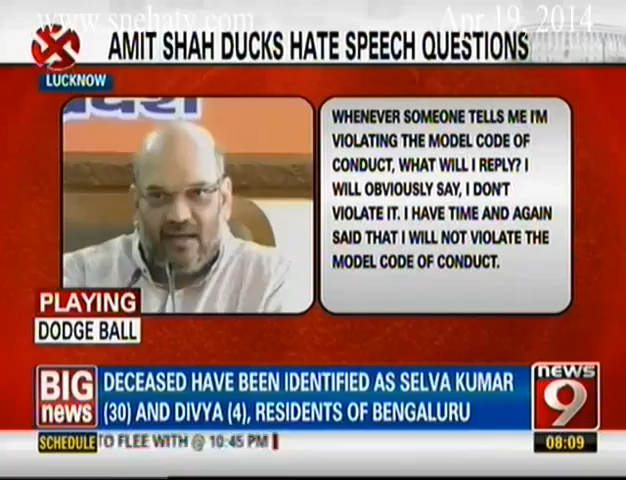 www.snehatv.com
Apr 19, 2014
AMIT SHAH DUCKS HATE SPEECH QUESTIONS
LUCKNOW
WHENEVER SOMEONE TELLS ME I'M
VIOLATING THE MODEL CODE OF
CONDUCT, WHAT WILL I REPLY? I
WILL OBVIOUSLY SAY, I DON'T
VIOLATE IT. I HAVE TIME AND AGAIN
SAID THAT I WILL NOT VIOLATE THE
MODEL CODE OF CONDUCT.
PLAYING
DODGE BALL
BIG
news
DECEASED HAVE BEEN IDENTIFIED AS SELVA KUMAR
(30) AND DIVYA (4), RESIDENTS OF BENGALURU
NEWS
9
SCHEDULE
TO FLEE WITH @ 10:45 PM
08:09